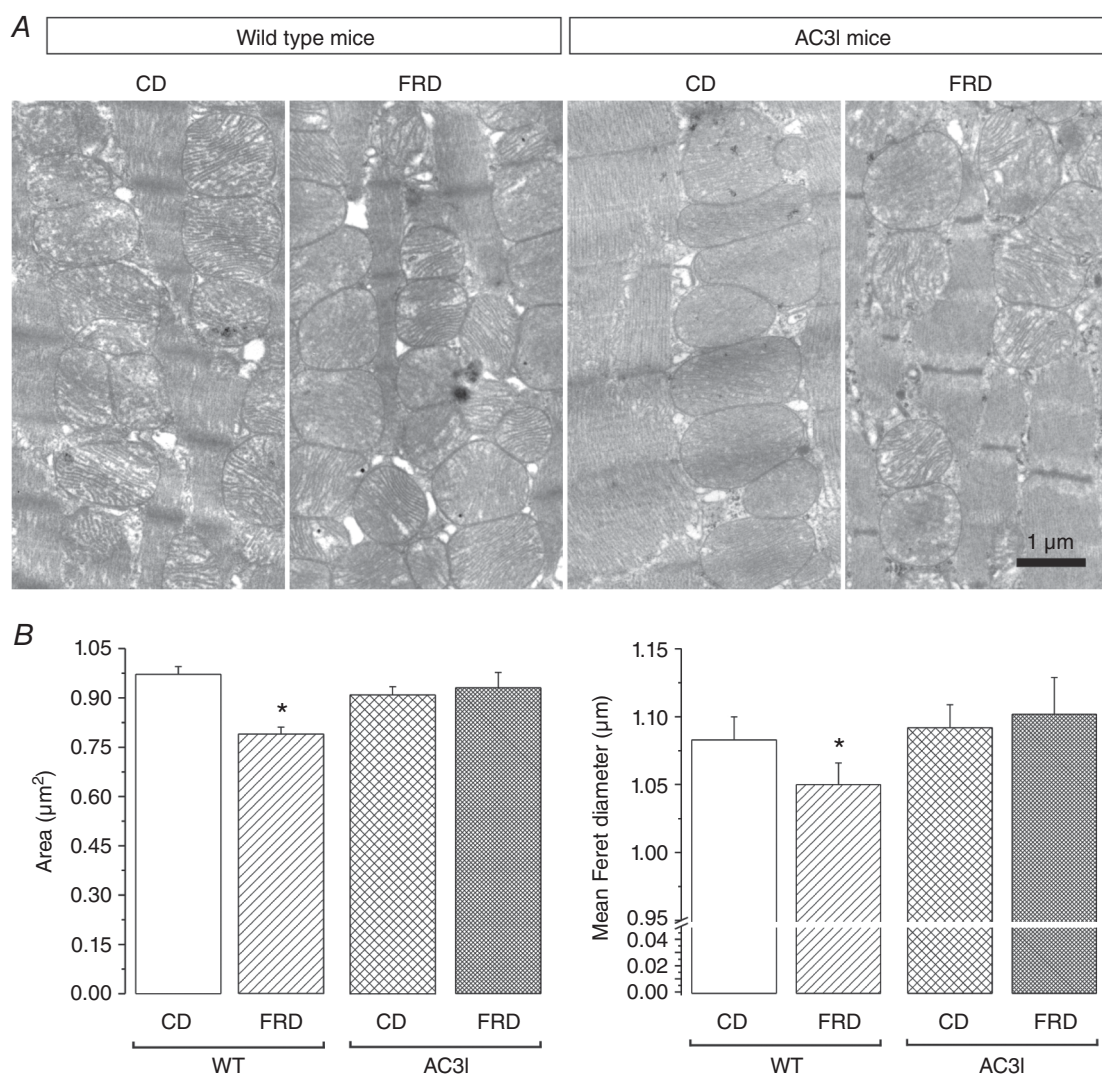 A
Wild type mice
AC3I mice
CD
FRD
CD
FRD
1 µm
B
Area (µm²)
1.05
0.90
0.75
0.60
0.45
0.30
0.15
0.00
CD
FRD
CD
FRD
WT
AC3I
*
Mean Feret diameter (µm)
1.15
1.10
1.05
1.00
0.95
0.04
0.02
0.00
CD
FRD
CD
FRD
WT
AC3I
*